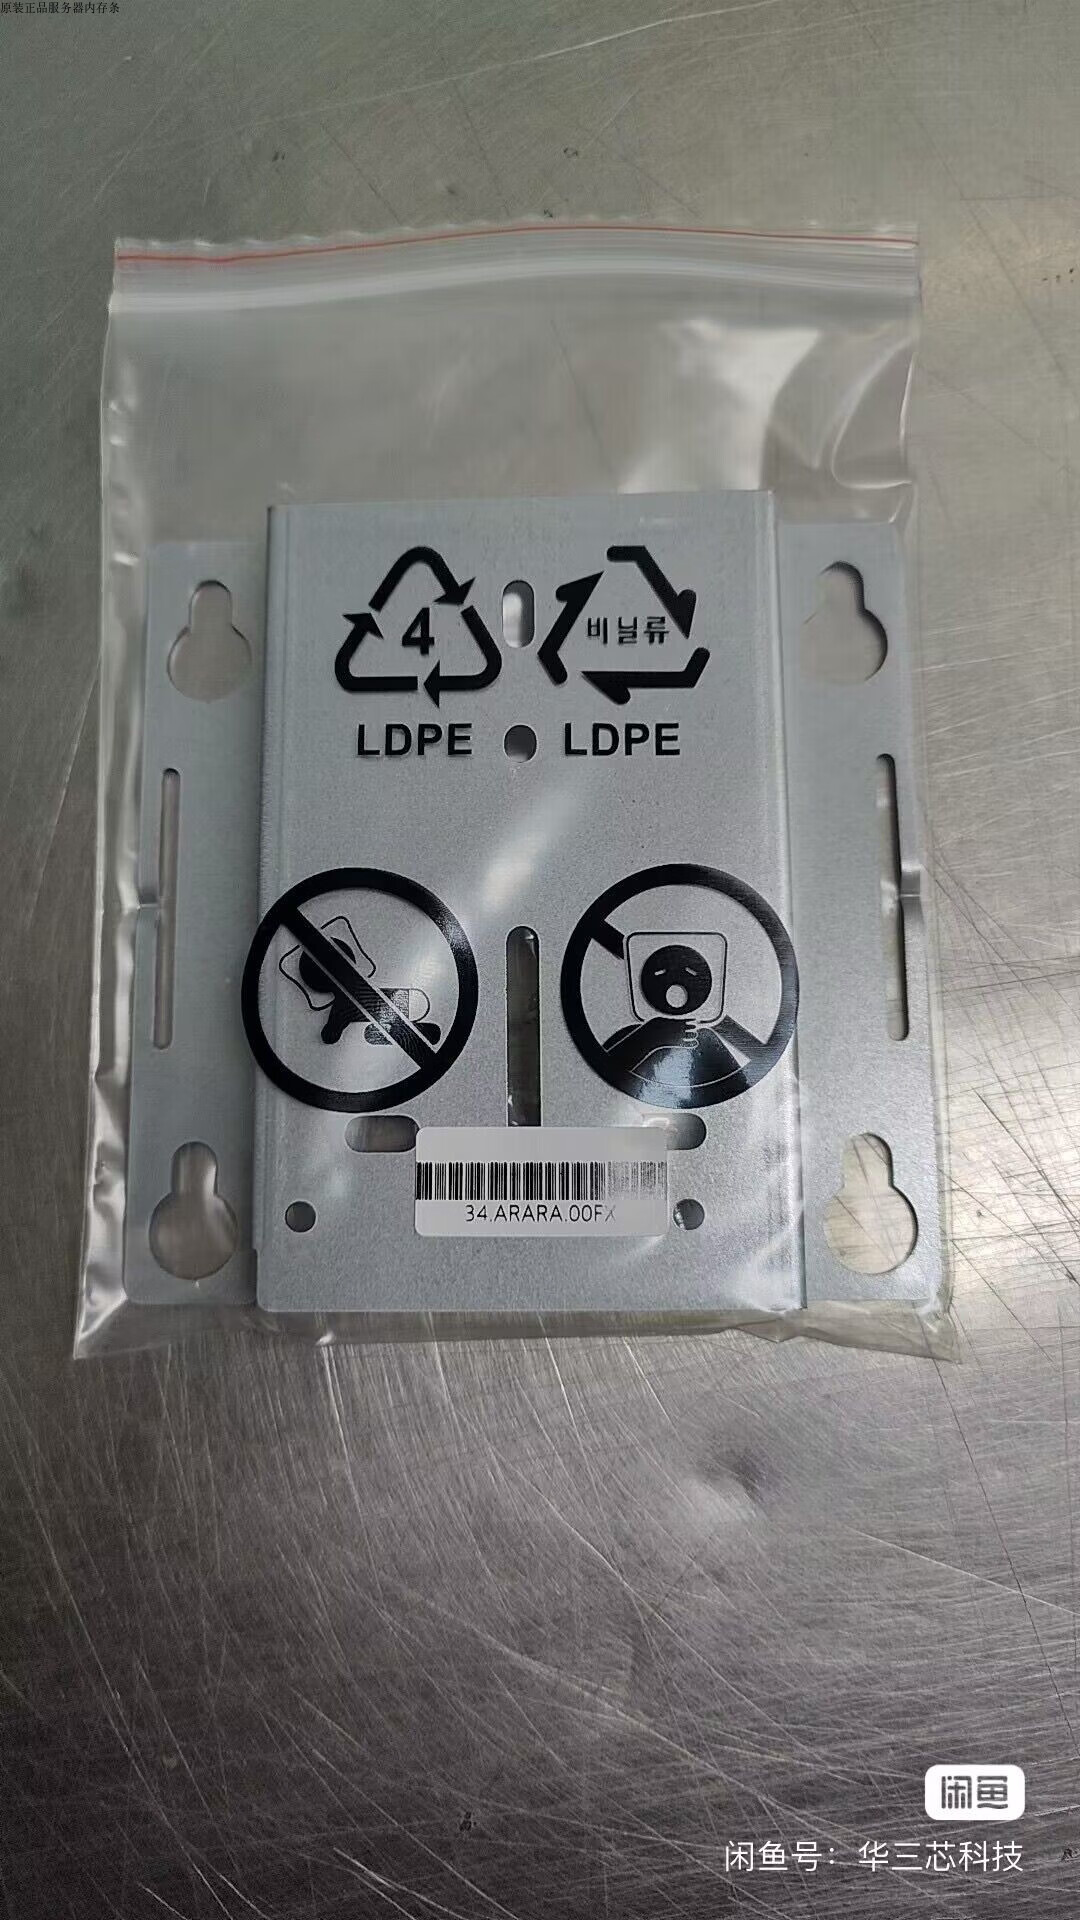 原装正品服务器内存条
4
비닐류
LDPE
LDPE
34.ARARA.00FX
闲鱼
闲鱼号：华三芯科技